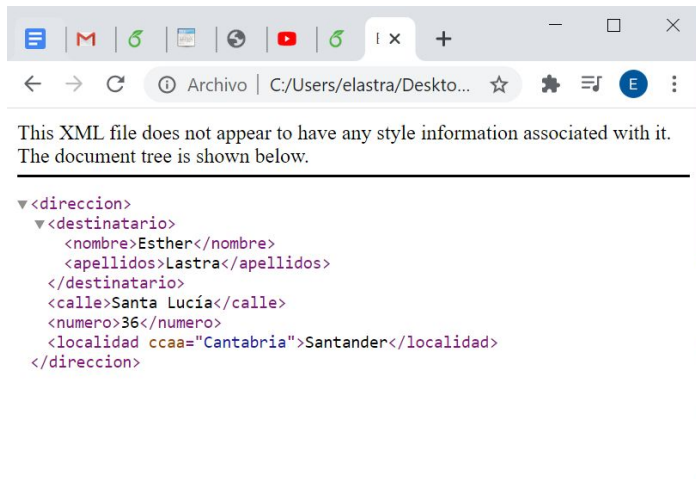 Archivo C:/Users/elastra/Deskto... E
This XML file does not appear to have any style information associated with it.
The document tree is shown below.
<direccion>
<destinatario>
<nombre>Esther</nombre>
<apellidos>Lastra</apellidos>
</destinatario>
<calle>Santa Lucía</calle>
<numero>36</numero>
<localidad ccaa="Cantabria">Santander</localidad>
</direccion>